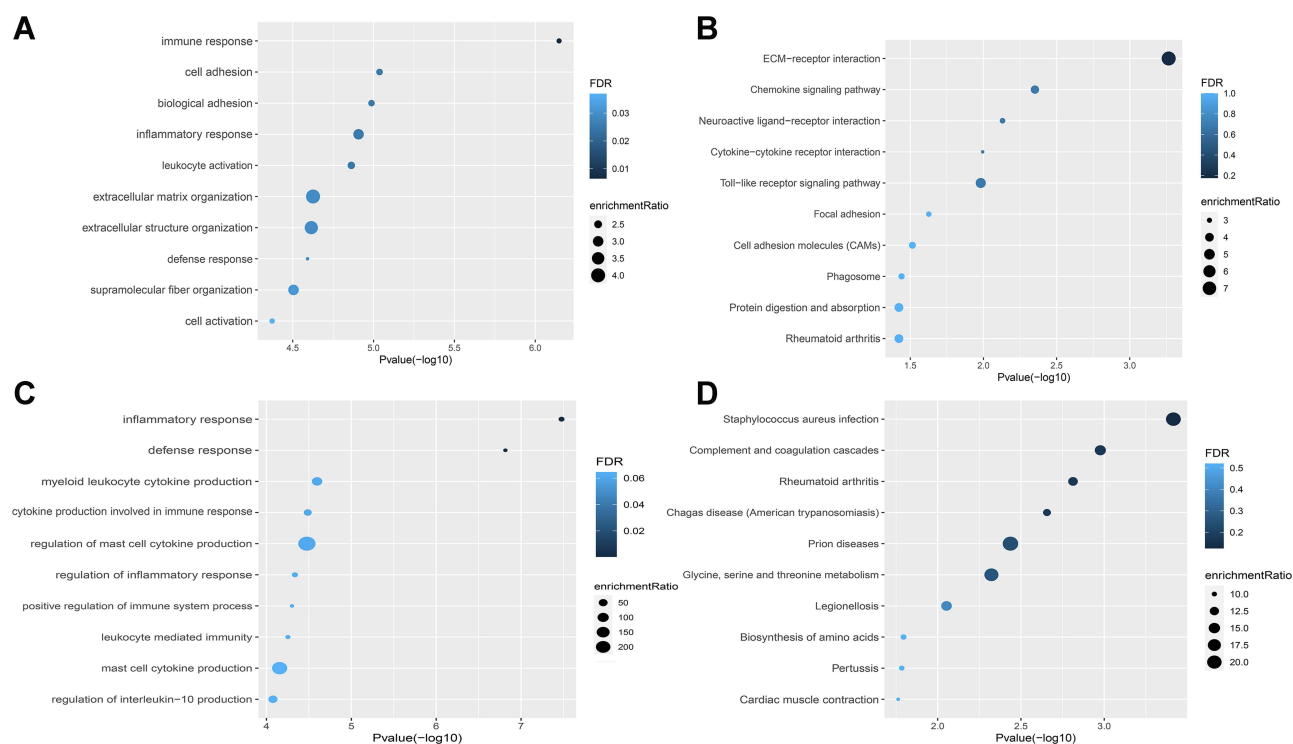 A
immune response
cell adhesion
biological adhesion
inflammatory response
leukocyte activation
extracellular matrix organization
extracellular structure organization
defense response
supramolecular fiber organization
cell activation
4.5 5.0 5.5 6.0
Pvalue(−log10)
FDR
0.03
0.02
0.01
enrichmentRatio
2.5
3.0
3.5
4.0
B
ECM−receptor interaction
Chemokine signaling pathway
Neuroactive ligand−receptor interaction
Cytokine−cytokine receptor interaction
Toll−like receptor signaling pathway
Focal adhesion
Cell adhesion molecules (CAMs)
Phagosome
Protein digestion and absorption
Rheumatoid arthritis
1.5 2.0 2.5 3.0
Pvalue(−log10)
FDR
1.0
0.8
0.6
0.4
0.2
enrichmentRatio
3
4
5
6
7
C
inflammatory response
defense response
myeloid leukocyte cytokine production
cytokine production involved in immune response
regulation of mast cell cytokine production
regulation of inflammatory response
positive regulation of immune system process
leukocyte mediated immunity
mast cell cytokine production
regulation of interleukin−10 production
4 5 6 7
Pvalue(−log10)
FDR
0.06
0.04
0.02
enrichmentRatio
50
100
150
200
D
Staphylococcus aureus infection
Complement and coagulation cascades
Rheumatoid arthritis
Chagas disease (American trypanosomiasis)
Prion diseases
Glycine, serine and threonine metabolism
Legionellosis
Biosynthesis of amino acids
Pertussis
Cardiac muscle contraction
2.0 2.5 3.0
Pvalue(−log10)
FDR
0.5
0.4
0.3
0.2
enrichmentRatio
10.0
12.5
15.0
17.5
20.0